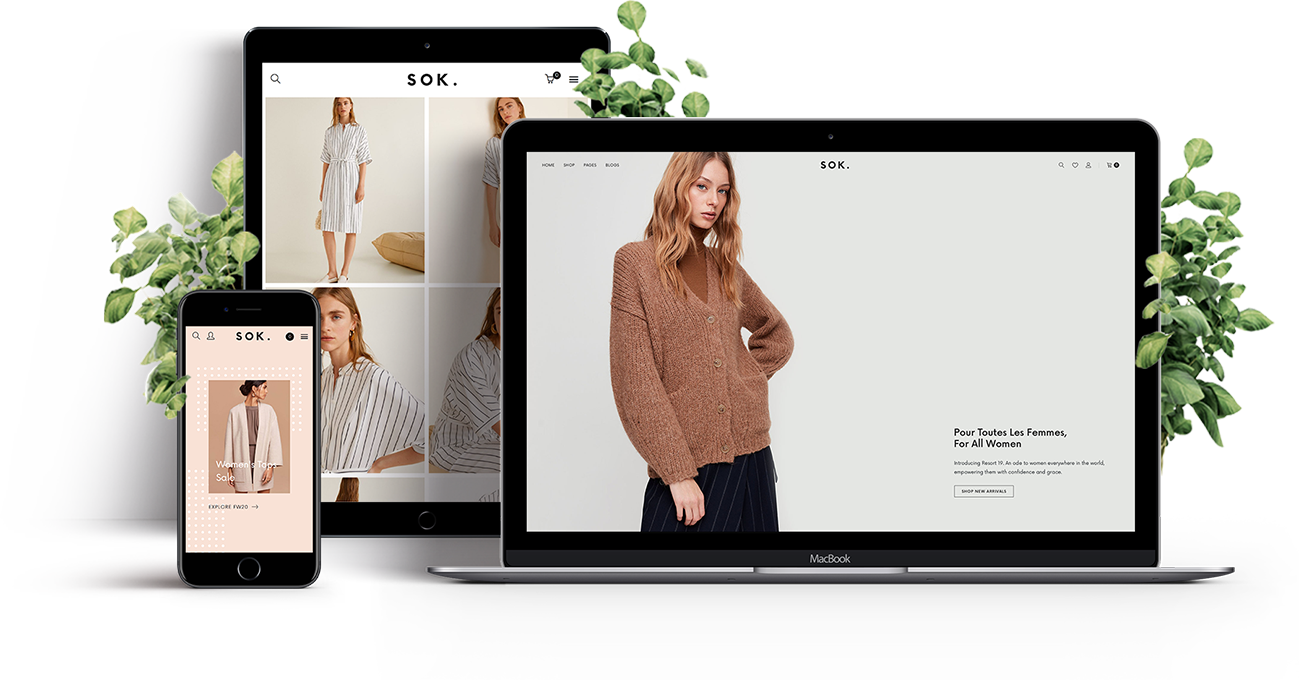 SOK.
0
HOME SHOP PAGES BLOGS
SOK.
0
Pour Toutes Les Femmes,
For All Women
Introducing Resort 19. An ode to women everywhere in the world,
empowering them with confidence and grace.
SHOP NEW ARRIVALS
MacBook
SOK.
0
Women's Tops
Sale
EXPLORE FW20